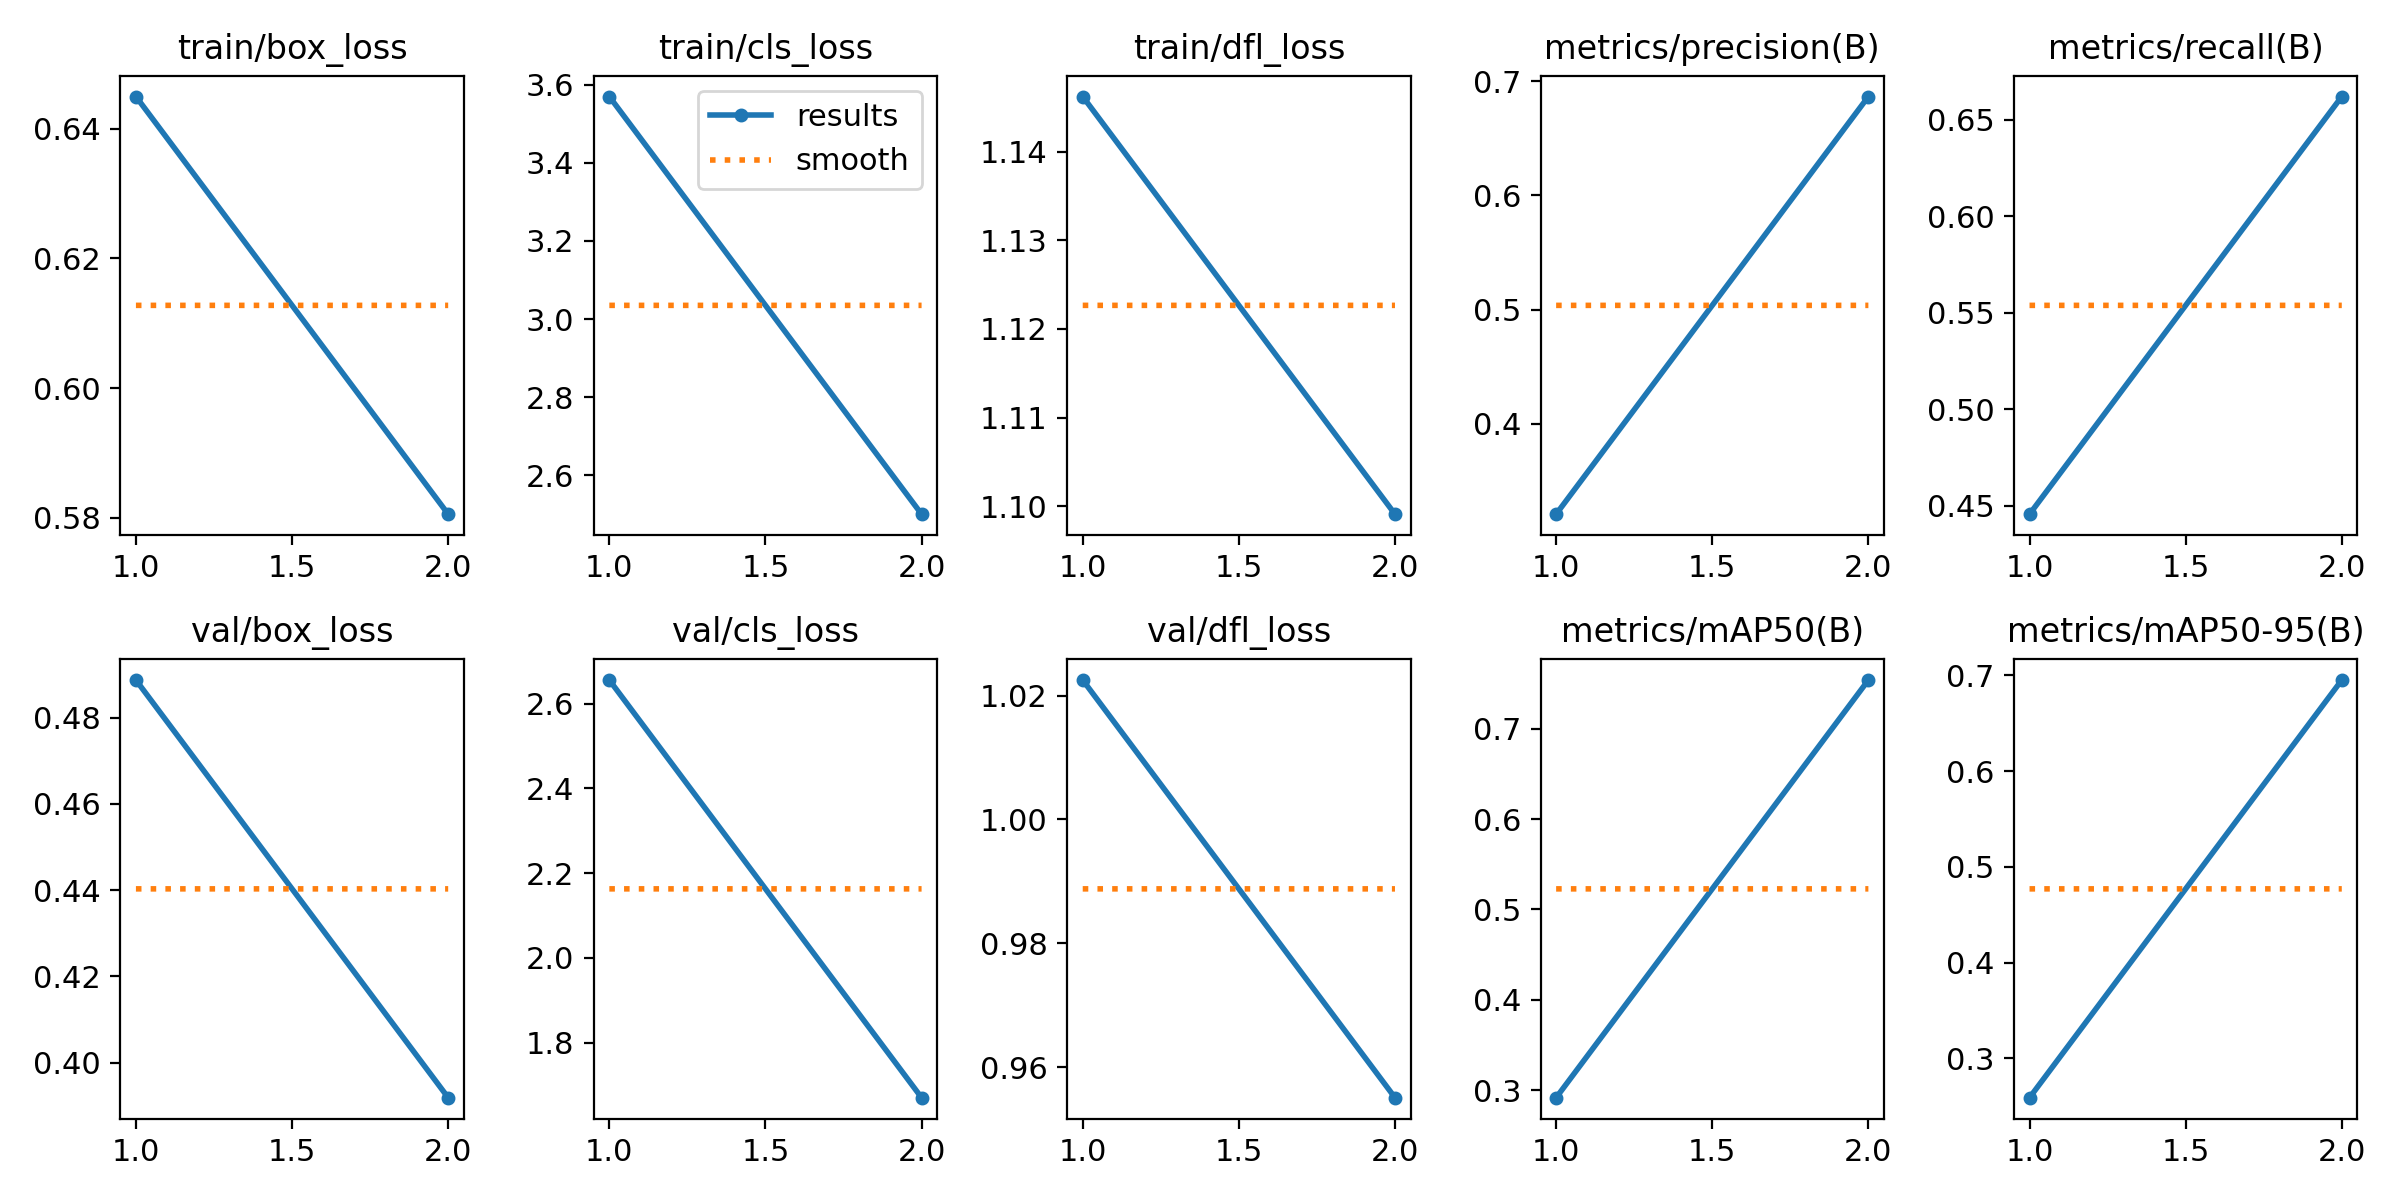 train/box_loss
0.64
0.62
0.60
0.58
1.0 1.5 2.0
train/cls_loss
3.6
3.4
3.2
3.0
2.8
2.6
results
smooth
1.0 1.5 2.0
train/dfl_loss
1.14
1.13
1.12
1.11
1.10
1.0 1.5 2.0
metrics/precision(B)
0.7
0.6
0.5
0.4
1.0 1.5 2.0
metrics/recall(B)
0.65
0.60
0.55
0.50
0.45
1.0 1.5 2.0
val/box_loss
0.48
0.46
0.44
0.42
0.40
1.0 1.5 2.0
val/cls_loss
2.6
2.4
2.2
2.0
1.8
1.0 1.5 2.0
val/dfl_loss
1.02
1.00
0.98
0.96
1.0 1.5 2.0
metrics/mAP50(B)
0.7
0.6
0.5
0.4
0.3
1.0 1.5 2.0
metrics/mAP50-95(B)
0.7
0.6
0.5
0.4
0.3
1.0 1.5 2.0